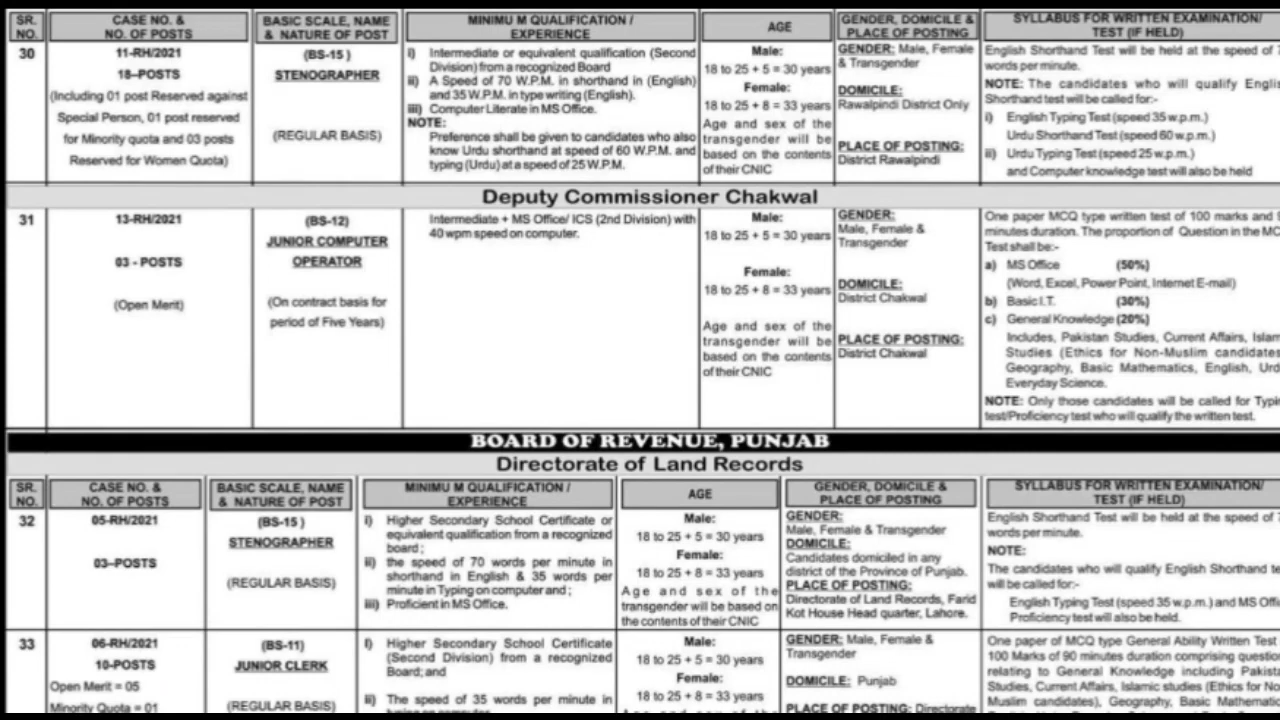 SR. NO.
CASE NO. & NO. OF POSTS
BASIC SCALE, NAME & NATURE OF POST
MINIMU M QUALIFICATION / EXPERIENCE
AGE
GENDER, DOMICILE & PLACE OF POSTING
SYLLABUS FOR WRITTEN EXAMINATION/
TEST (IF HELD)
30
11-RH/2021
18–POSTS
(Including 01 post Reserved against
Special Person, 01 post reserved
for Minority quota and 03 posts
Reserved for Women Quota)
(BS-15 )
STENOGRAPHER
(REGULAR BASIS)
i) Intermediate or equivalent qualification (Second
Division) from a recognized Board
ii) A Speed of 70 W.P.M. in shorthand in (English)
and 35 W.P.M. in type writing (English).
iii) Computer Literate in MS Office.
NOTE:
Preference shall be given to candidates who also
know Urdu shorthand at speed of 60 W.P.M. and
typing (Urdu) at a speed of 25 W.P.M.
Male:
18 to 25 + 5 = 30 years
Female:
18 to 25 + 8 = 33 years
Age and sex of the
transgender will be
based on the contents
of their CNIC
GENDER: Male, Female
& Transgender
DOMICILE:
Rawalpindi District Only
PLACE OF POSTING:
District Rawalpindi
English Shorthand Test will be held at the speed of
words per minute.
NOTE: The candidates who will qualify
Shorthand test will be called for:-
i) English Typing Test (speed 35 w.p.m.)
Urdu Shorthand Test (speed 60 w.p.m.)
ii) Urdu Typing Test (speed 25 w.p.m.)
and Computer knowledge test will also be held
Deputy Commissioner Chakwal
31
13-RH/2021
03 - POSTS
(Open Merit)
(BS-12)
JUNIOR COMPUTER
OPERATOR
(On contract basis for
period of Five Years)
Intermediate + MS Office/ ICS (2nd Division) with
40 wpm speed on computer.
Male:
18 to 25 + 5 = 30 years
Female:
18 to 25 + 8 = 33 years
Age and sex of the
transgender will be
based on the contents
of their CNIC
GENDER:
Male, Female &
Transgender
DOMICILE:
District Chakwal
PLACE OF POSTING:
District Chakwal
One paper MCQ type written test of 100 marks and
minutes duration. The proportion of Question in the
Test shall be:-
a) MS Office (50%)
(Word, Excel, Power Point, Internet E-mail)
b) Basic I.T. (30%)
c) General Knowledge (20%)
Includes, Pakistan Studies, Current Affairs,
Studies (Ethics for Non-Muslim
Geography, Basic Mathematics, English,
Everyday Science.
NOTE: Only those candidates will be called for
test/Proficiency test who will qualify the written test.
BOARD OF REVENUE, PUNJAB
Directorate of Land Records
SR. NO.
CASE NO. & NO. OF POSTS
BASIC SCALE, NAME & NATURE OF POST
MINIMU M QUALIFICATION / EXPERIENCE
AGE
GENDER, DOMICILE & PLACE OF POSTING
SYLLABUS FOR WRITTEN EXAMINATION/
TEST (IF HELD)
32
05-RH/2021
03–POSTS
(BS-15 )
STENOGRAPHER
(REGULAR BASIS)
i) Higher Secondary School Certificate or
equivalent qualification from a recognized
board ;
ii) the speed of 70 words per minute in
shorthand in English & 35 words per
minute in Typing on computer and ;
iii) Proficient in MS Office.
Male:
18 to 25 + 5 = 30 years
Female:
18 to 25 + 8 = 33 years
Age and sex of the
transgender will be based on
the contents of their CNIC
GENDER:
Male, Female & Transgender
DOMICILE:
Candidates domiciled in any
district of the Province of Punjab.
PLACE OF POSTING:
Directorate of Land Records, Farid
Kot House Head quarter, Lahore.
English Shorthand Test will be held at the speed of
words per minute.
NOTE:
The candidates who will qualify English Shorthand
will be called for:-
English Typing Test (speed 35 w.p.m.) and MS
Proficiency test will also be held.
33
06-RH/2021
10-POSTS
Open Merit = 05
Minority Quota = 01
(BS-11)
JUNIOR CLERK
(REGULAR BASIS)
i) Higher Secondary School Certificate
(Second Division) from a recognized
Board; and
ii) The speed of 35 words per minute in
typing on computer
Male:
18 to 25 + 5 = 30 years
Female:
18 to 25 + 8 = 33 years
Age and sex of the
GENDER: Male, Female &
Transgender
DOMICILE: Punjab
PLACE OF POSTING: Directorate
One paper of MCQ type General Ability Written Test
100 Marks of 90 minutes duration comprising
relating to General Knowledge including
Studies, Current Affairs, Islamic studies (Ethics for
Muslim candidates), Geography, Basic